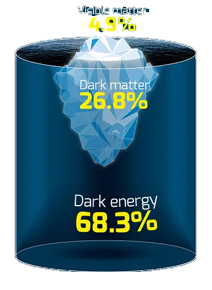 Visible matter
4.9%
Dark matter
26.8%
Dark energy
68.3%